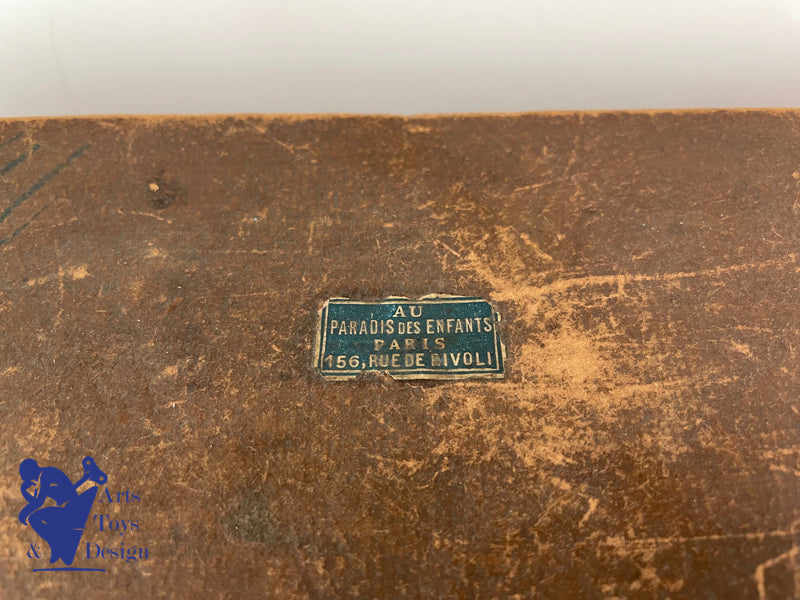 AU
PARADIS DES ENFANTS
PARIS
156, RUE DE RIVOLI
Arts
Toys
& Design